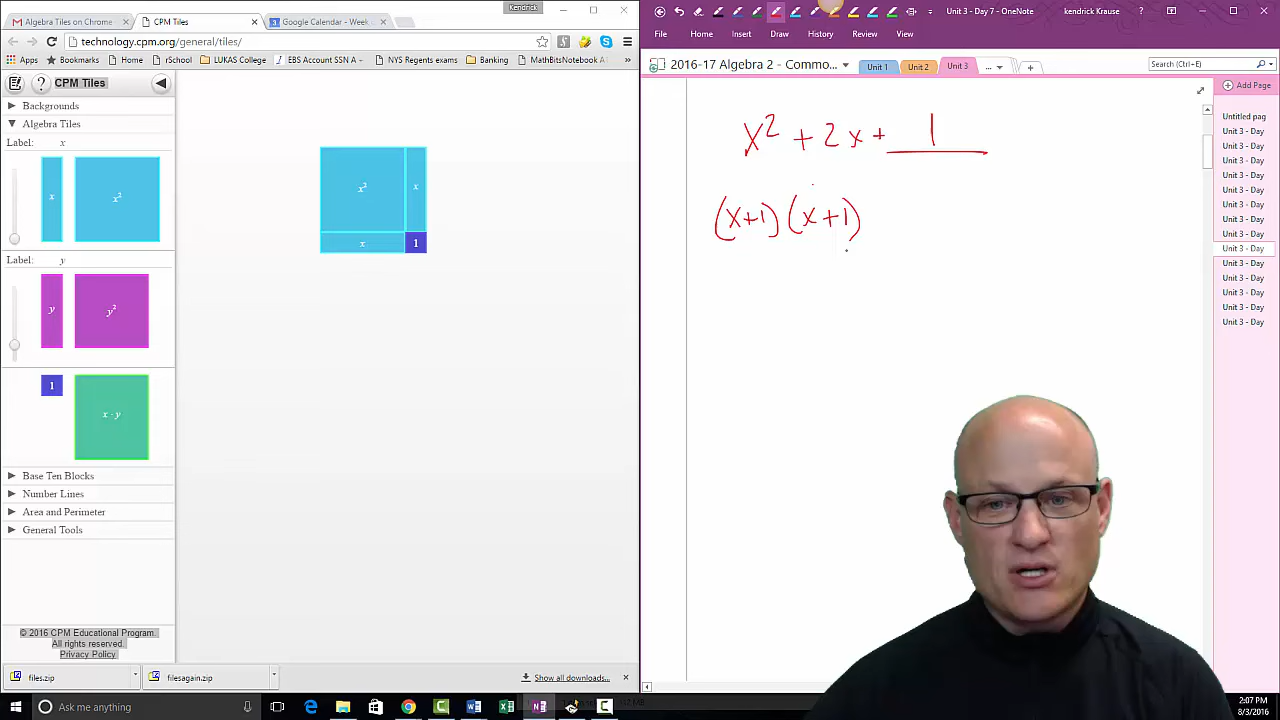 Kendrick
Algebra Tiles on Chrome
CPM Tiles
Google Calendar - Week
technology.cpm.org/general/tiles/
Apps
Bookmarks
Home
rSchool
LUKAS College
EBS Account SSN A
NYS Regents exams
Banking
MathBitsNotebook A
CPM Tiles
Backgrounds
Algebra Tiles
Label: x
x
x²
Label: y
y
y²
1
x · y
Base Ten Blocks
Number Lines
Area and Perimeter
General Tools
© 2016 CPM Educational Program.
All rights reserved.
Privacy Policy
x²
x
x
1
files.zip
filesagain.zip
Show all downloads...
Unit 3 - Day 7 - OneNote
kendrick Krause
File
Home
Insert
Draw
History
Review
View
2016-17 Algebra 2 - Commo...
Unit 1
Unit 2
Unit 3
...
Search (Ctrl+E)
Add Page
Untitled pag
Unit 3 - Day
Unit 3 - Day
Unit 3 - Day
Unit 3 - Day
Unit 3 - Day
Unit 3 - Day
Unit 3 - Day
Unit 3 - Day
Unit 3 - Day
Unit 3 - Day
Unit 3 - Day
Unit 3 - Day
Unit 3 - Day
x² + 2x + 1
(x+1)(x+1)
Ask me anything
2:07 PM
8/3/2016